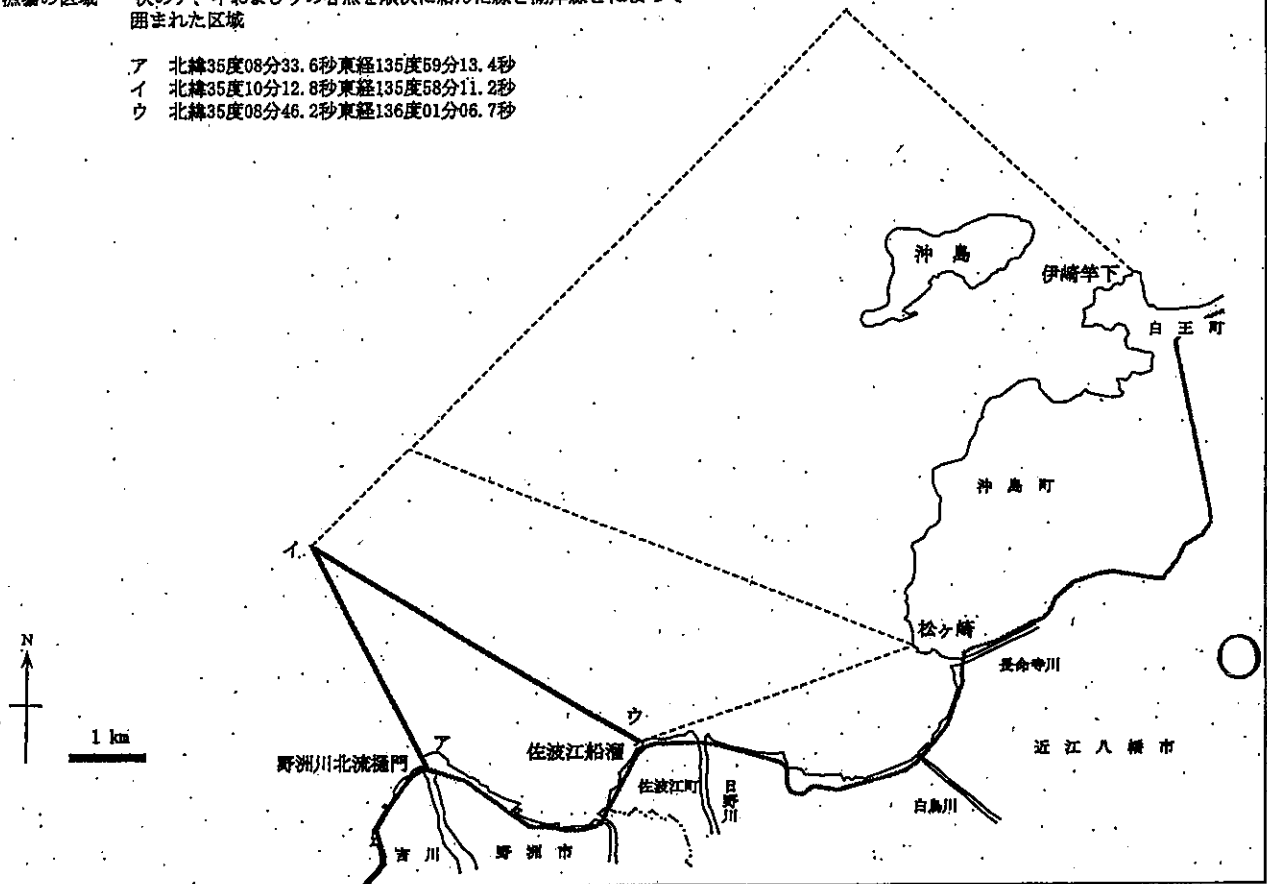 囲まれた区域
ア 北緯35度08分33.6秒東経135度59分13.4秒
イ 北緯35度10分12.8秒東経135度58分11.2秒
ウ 北緯35度08分46.2秒東経136度01分06.7秒
沖 島
伊崎竿下
白 王 町
沖 島 町
イ
松ヶ崎
長命寺川
N
ウ
1 km
ア
佐波江船溜
近 江 八 幡 市
野洲川北流樋門
佐波江町
日野川
白鳥川
吉 川
野 洲 市